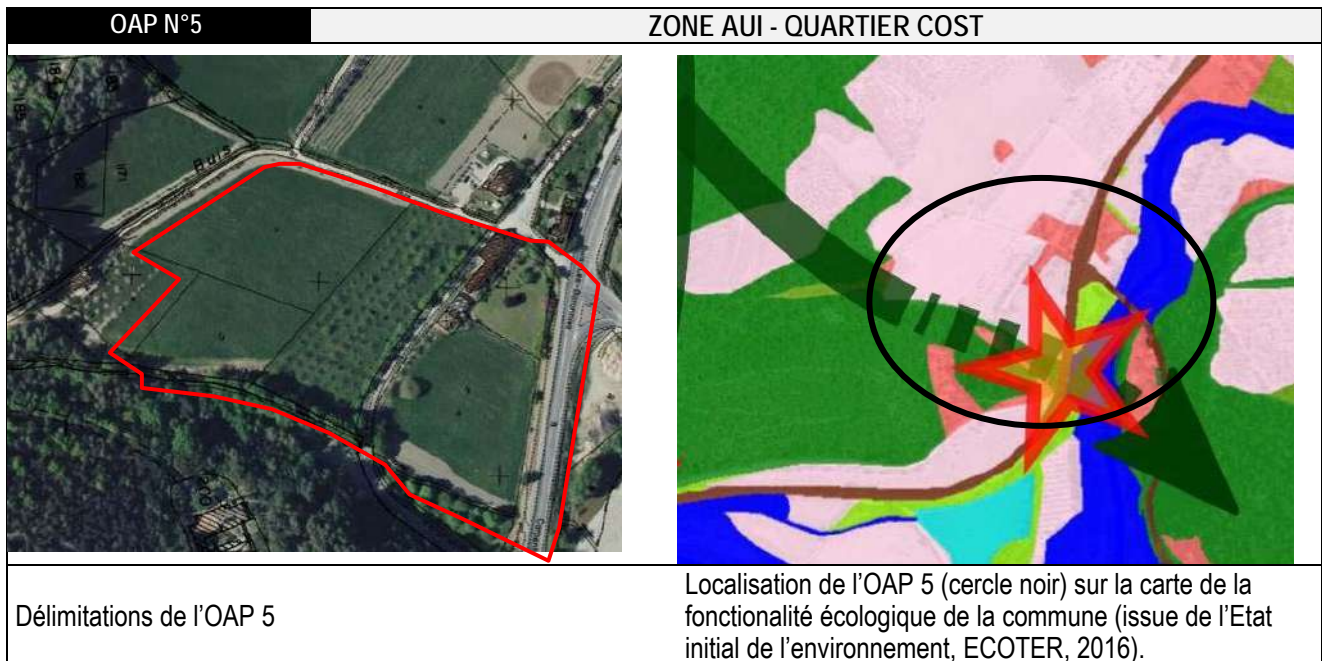 OAP N°5
ZONE AUI - QUARTIER COST
Buis
Délimitations de l'OAP 5
Localisation de l'OAP 5 (cercle noir) sur la carte de la
fonctionalité écologique de la commune (issue de l'Etat
initial de l'environnement, ECOTER, 2016).